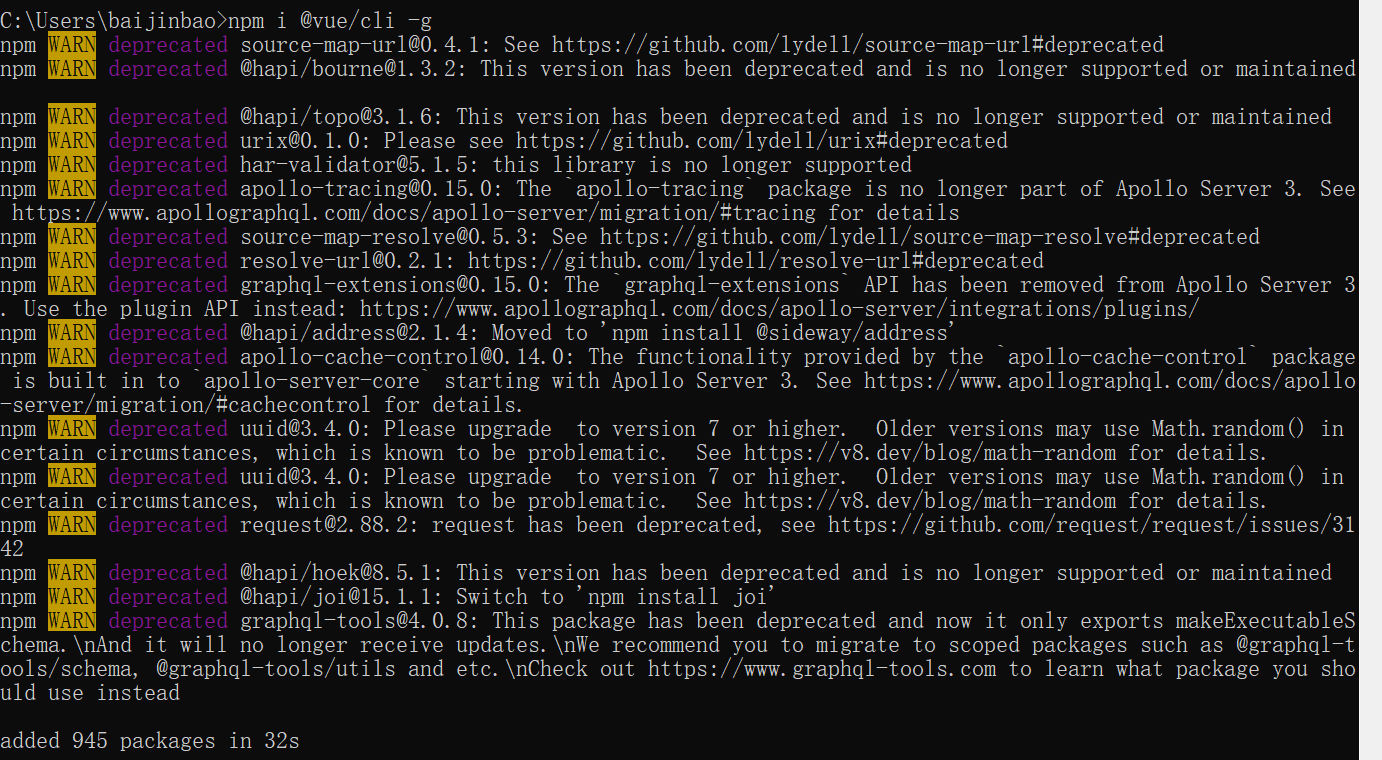 C:\Users\baijinbao>npm i @vue/cli -g
npm WARN deprecated source-map-url@0.4.1: See https://github.com/lydell/source-map-url#deprecated
npm WARN deprecated @hapi/bourne@1.3.2: This version has been deprecated and is no longer supported or maintained
npm WARN deprecated @hapi/topo@3.1.6: This version has been deprecated and is no longer supported or maintained
npm WARN deprecated urix@0.1.0: Please see https://github.com/lydell/urix#deprecated
npm WARN deprecated har-validator@5.1.5: this library is no longer supported
npm WARN deprecated apollo-tracing@0.15.0: The `apollo-tracing` package is no longer part of Apollo Server 3. See
 https://www.apollographql.com/docs/apollo-server/migration/#tracing for details
npm WARN deprecated source-map-resolve@0.5.3: See https://github.com/lydell/source-map-resolve#deprecated
npm WARN deprecated resolve-url@0.2.1: https://github.com/lydell/resolve-url#deprecated
npm WARN deprecated graphql-extensions@0.15.0: The `graphql-extensions` API has been removed from Apollo Server 3
. Use the plugin API instead: https://www.apollographql.com/docs/apollo-server/integrations/plugins/
npm WARN deprecated @hapi/address@2.1.4: Moved to 'npm install @sideway/address'
npm WARN deprecated apollo-cache-control@0.14.0: The functionality provided by the `apollo-cache-control` package
 is built in to `apollo-server-core` starting with Apollo Server 3. See https://www.apollographql.com/docs/apollo
-server/migration/#cachecontrol for details.
npm WARN deprecated uuid@3.4.0: Please upgrade  to version 7 or higher.  Older versions may use Math.random() in
certain circumstances, which is known to be problematic.  See https://v8.dev/blog/math-random for details.
npm WARN deprecated uuid@3.4.0: Please upgrade  to version 7 or higher.  Older versions may use Math.random() in
certain circumstances, which is known to be problematic.  See https://v8.dev/blog/math-random for details.
npm WARN deprecated request@2.88.2: request has been deprecated, see https://github.com/request/request/issues/31
42
npm WARN deprecated @hapi/hoek@8.5.1: This version has been deprecated and is no longer supported or maintained
npm WARN deprecated @hapi/joi@15.1.1: Switch to 'npm install joi'
npm WARN deprecated graphql-tools@4.0.8: This package has been deprecated and now it only exports makeExecutableS
chema.\nAnd it will no longer receive updates.\nWe recommend you to migrate to scoped packages such as @graphql-t
ools/schema, @graphql-tools/utils and etc.\nCheck out https://www.graphql-tools.com to learn what package you sho
uld use instead
added 945 packages in 32s